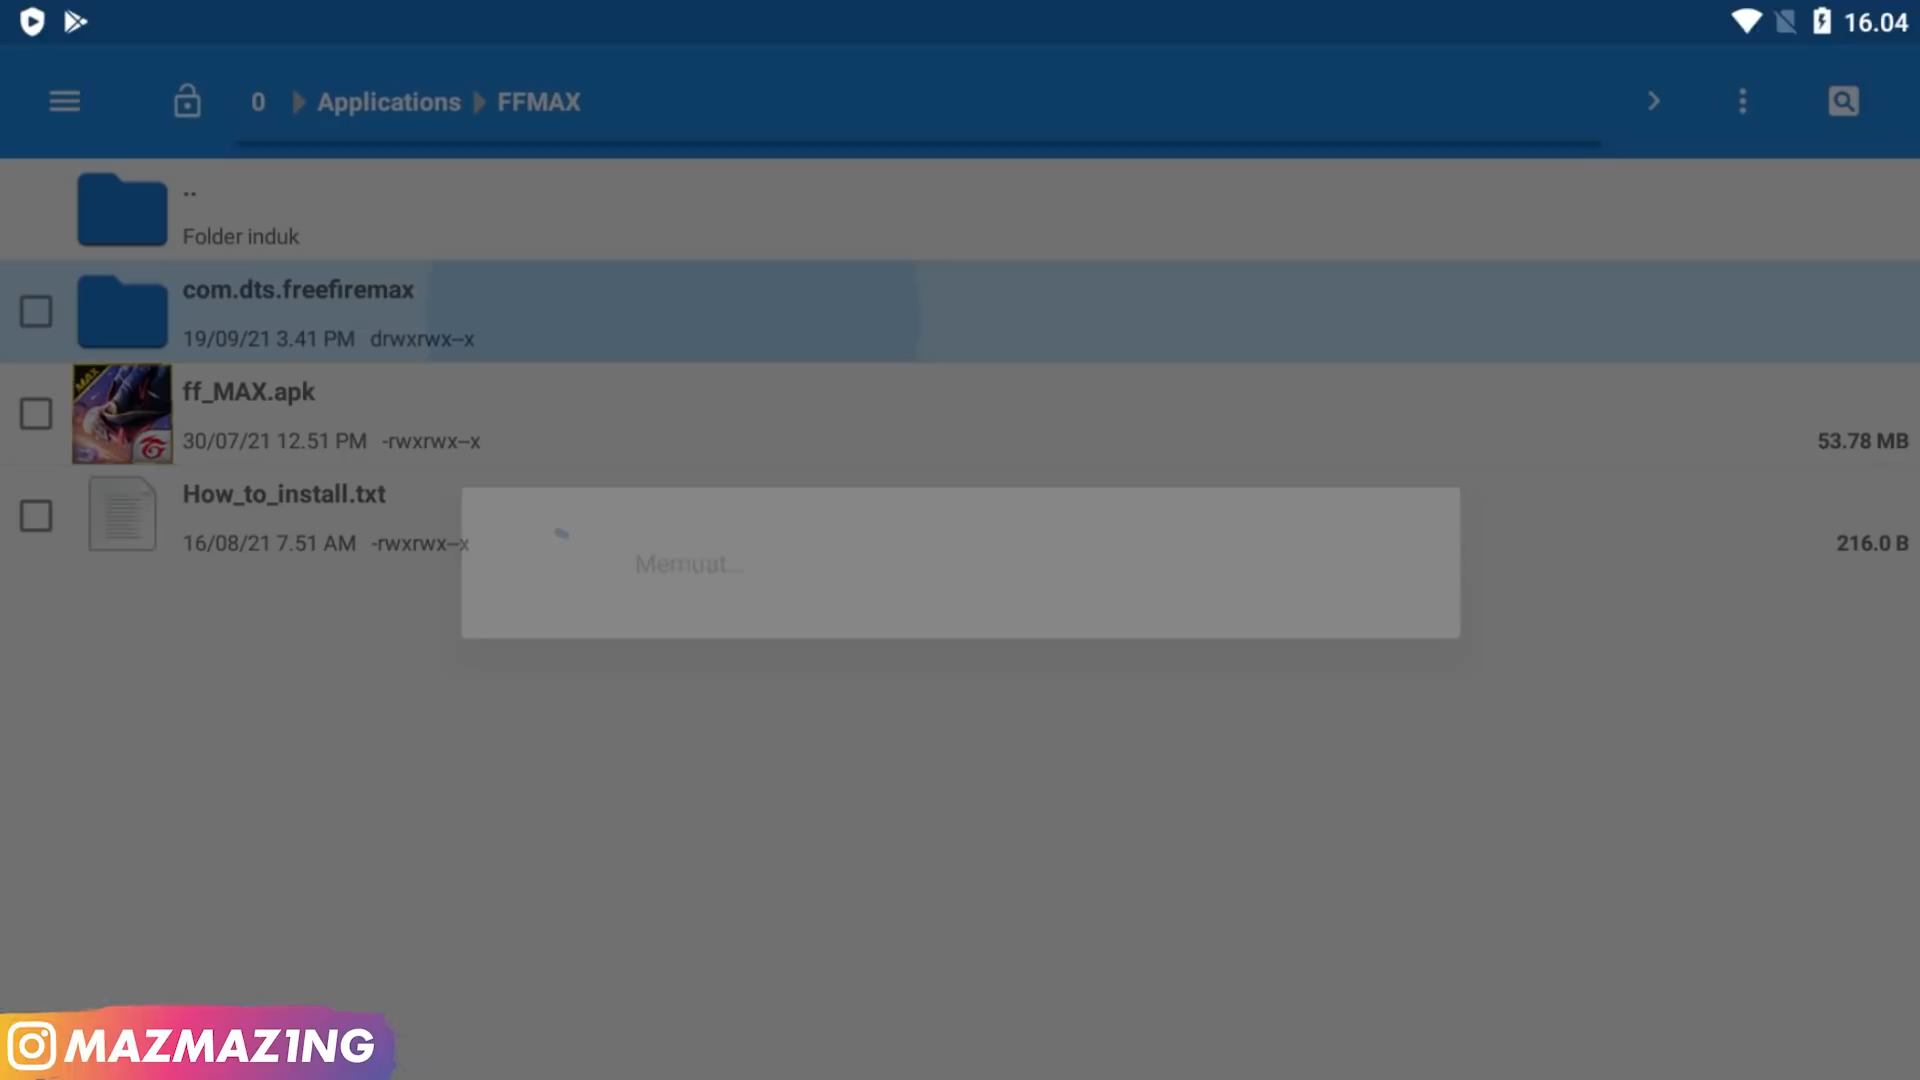 16.04
0 Applications FFMAX
..
Folder induk
com.dts.freefiremax
19/09/21 3.41 PM drwxrwx--x
MAX
ff_MAX.apk
30/07/21 12.51 PM -rwxrwx--x
53.78 MB
How_to_install.txt
16/08/21 7.51 AM -rwxrwx--x
216.0 B
Memuat...
MAZMAZ1NG